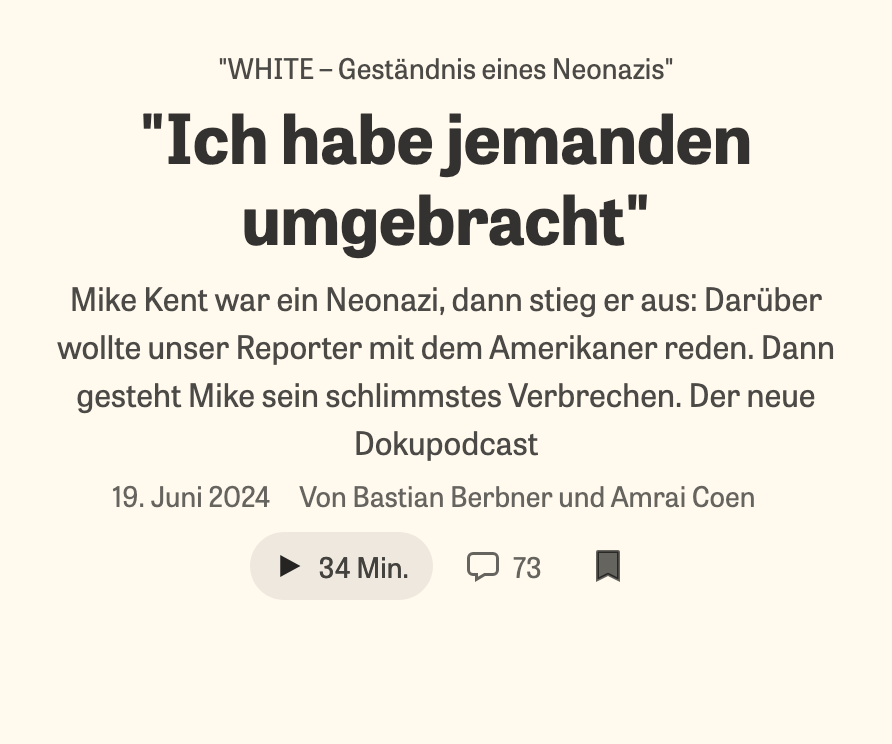 "WHITE – Geständnis eines Neonazis"
"Ich habe jemanden
umgebracht"
Mike Kent war ein Neonazi, dann stieg er aus: Darüber
wollte unser Reporter mit dem Amerikaner reden. Dann
gesteht Mike sein schlimmstes Verbrechen. Der neue
Dokupodcast
19. Juni 2024 Von Bastian Berbner und Amrai Coen
34 Min. 73